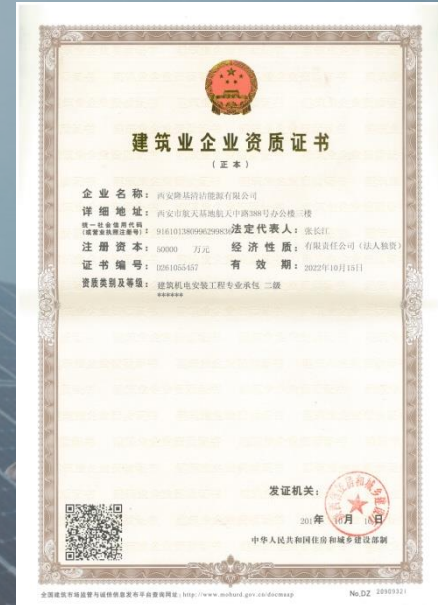 建筑业企业资质证书
（正本）
企业名称： 西安隆基清洁能源有限公司
详细地址： 西安市航天基地航天中路388号办公楼三楼
统一社会信用代码
（或营业执照注册号）： 法定代表人： 张长江
注册资本： 50000 万元 经济性质： 有限责任公司（法人独资）
证书编号： D261055457 有效期： 2022年10月15日
资质类别及等级： 建筑机电安装工程专业承包 二级
******
发证机关：
年 10月 日
中华人民共和国住房和城乡建设部制
全国建筑市场监管与诚信信息发布平台查询网址：http://www.mohurd.gov.cn/docmaap
No.DZ 20909321